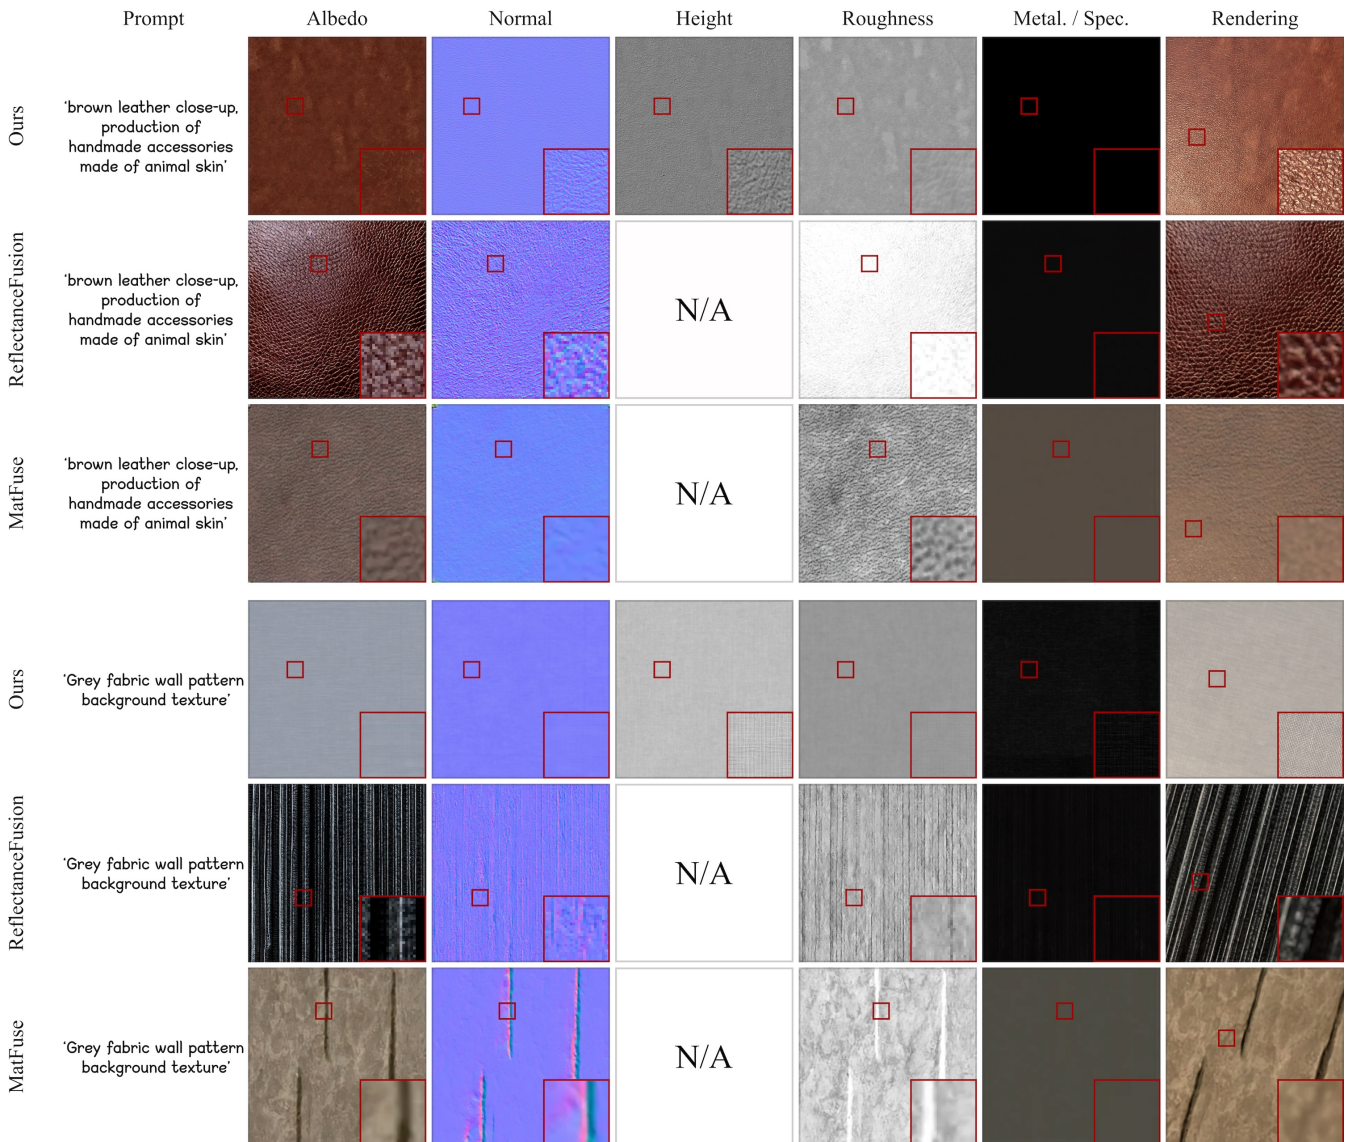 Prompt Albedo Normal Height Roughness Metal. / Spec. Rendering
Ours
'brown leather close-up,
production of
handmade accessories
made of animal skin'
ReflectanceFusion
'brown leather close-up,
production of
handmade accessories
made of animal skin'
N/A
MatFuse
'brown leather close-up,
production of
handmade accessories
made of animal skin'
N/A
Ours
'Grey fabric wall pattern
background texture'
ReflectanceFusion
'Grey fabric wall pattern
background texture'
N/A
MatFuse
'Grey fabric wall pattern
background texture'
N/A